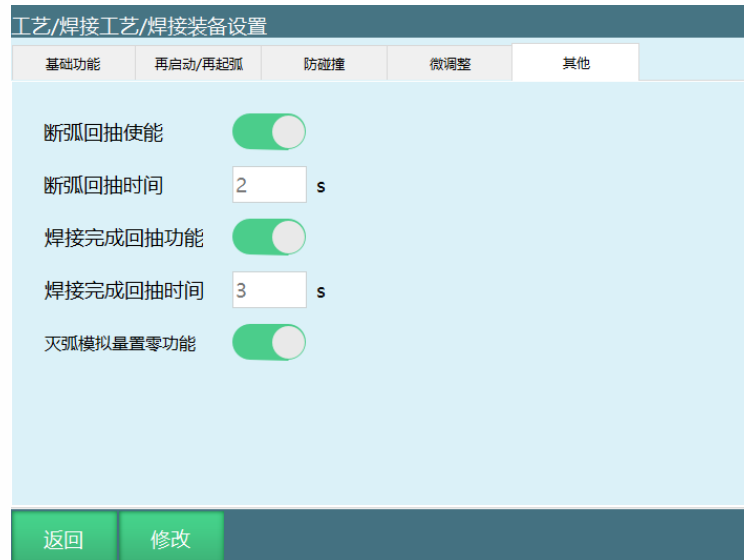 工艺/焊接工艺/焊接装备设置
基础功能 再启动/再起弧 防碰撞 微调整 其他
断弧回抽使能
断弧回抽时间 2 s
焊接完成回抽功能
焊接完成回抽时间 3 s
灭弧模拟量置零功能
返回 修改